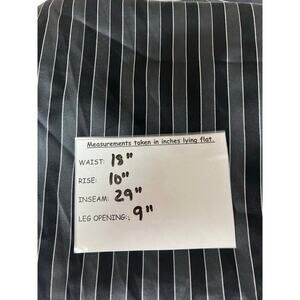 Measurements taken in inches lying flat.
WAIST: 18"
RISE: 10"
INSEAM: 29"
LEG OPENING: 9"